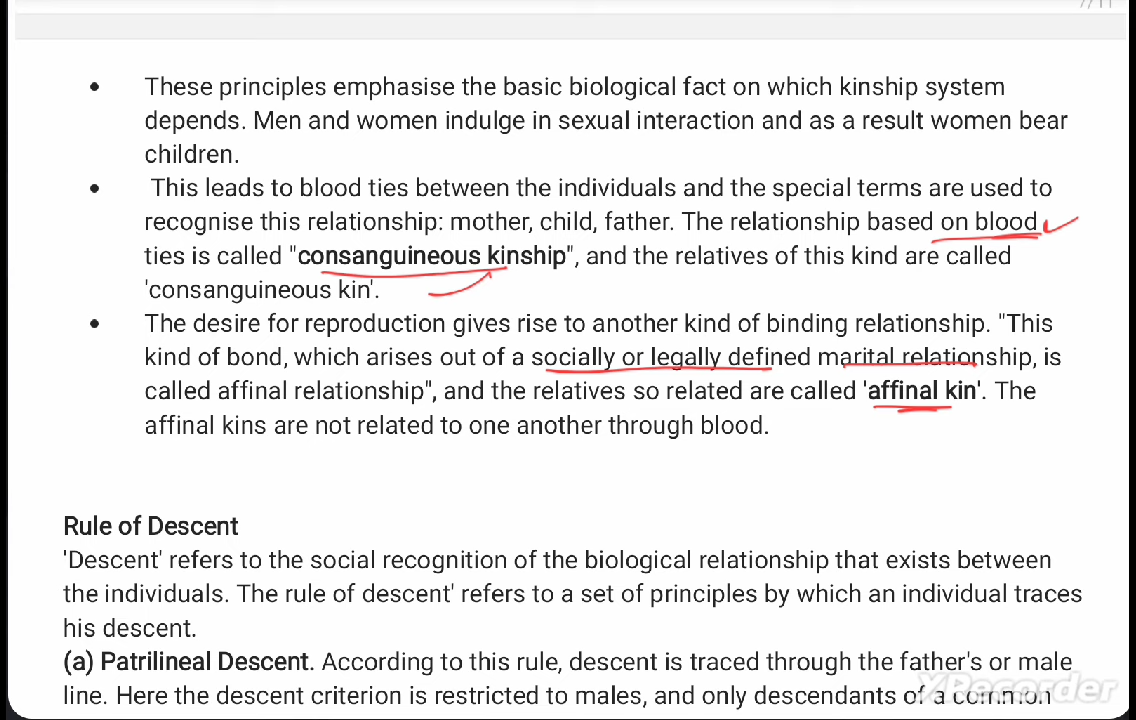 • These principles emphasise the basic biological fact on which kinship system
depends. Men and women indulge in sexual interaction and as a result women bear
children.
• This leads to blood ties between the individuals and the special terms are used to
recognise this relationship: mother, child, father. The relationship based on blood
ties is called "consanguineous kinship", and the relatives of this kind are called
'consanguineous kin'.
• The desire for reproduction gives rise to another kind of binding relationship. "This
kind of bond, which arises out of a socially or legally defined marital relationship, is
called affinal relationship", and the relatives so related are called 'affinal kin'. The
affinal kins are not related to one another through blood.
Rule of Descent
'Descent' refers to the social recognition of the biological relationship that exists between
the individuals. The rule of descent' refers to a set of principles by which an individual traces
his descent.
(a) Patrilineal Descent. According to this rule, descent is traced through the father's or male
line. Here the descent criterion is restricted to males, and only descendants of a common
XRecorder